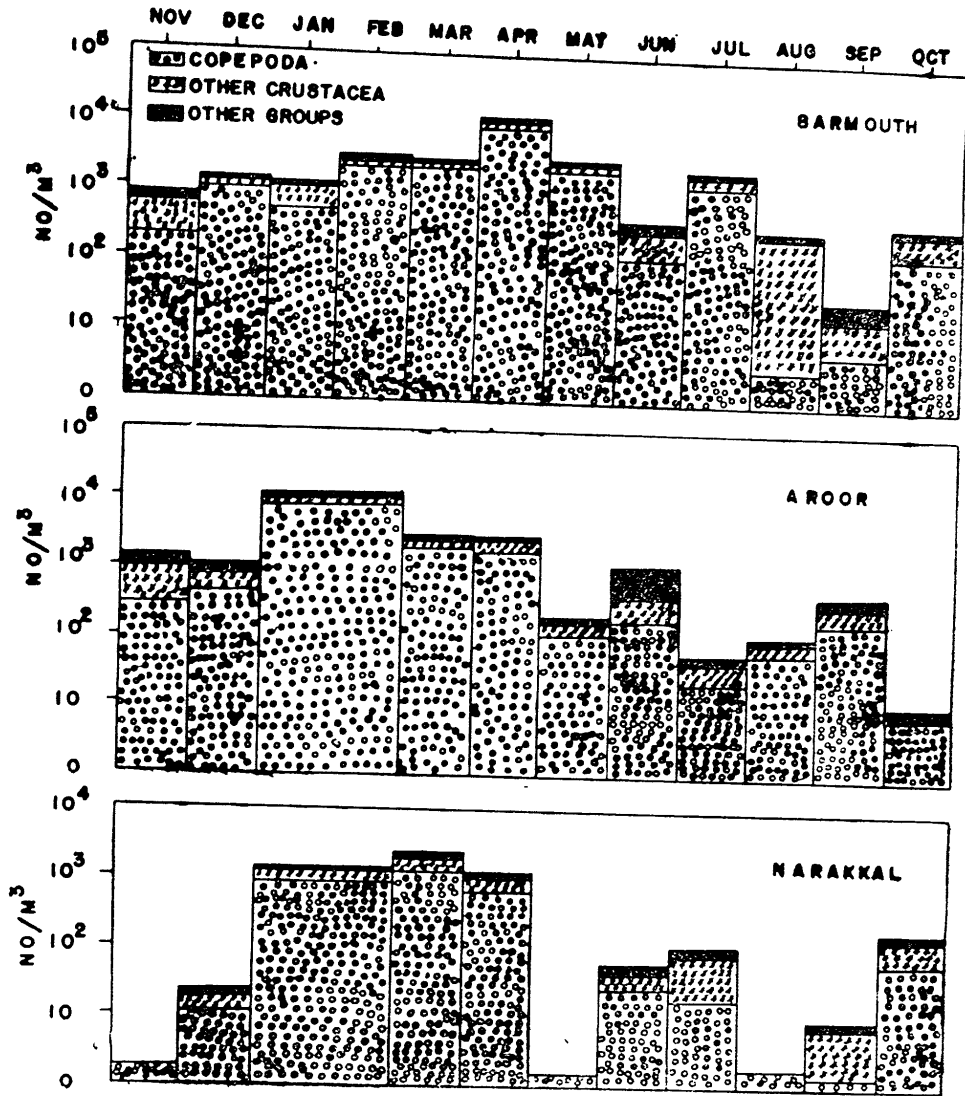 NOV DEC JAN FEB MAR APR MAY JUN JUL AUG SEP OCT
10⁵
COPEPODA
OTHER CRUSTACEA
OTHER GROUPS
BARMOUTH
10⁴
10³
10²
10
0
NO/M³
10⁵
AROOR
10⁴
10³
10²
10
0
NO/M³
10⁴
NARAKKAL
10³
10²
10
0
NO/M³